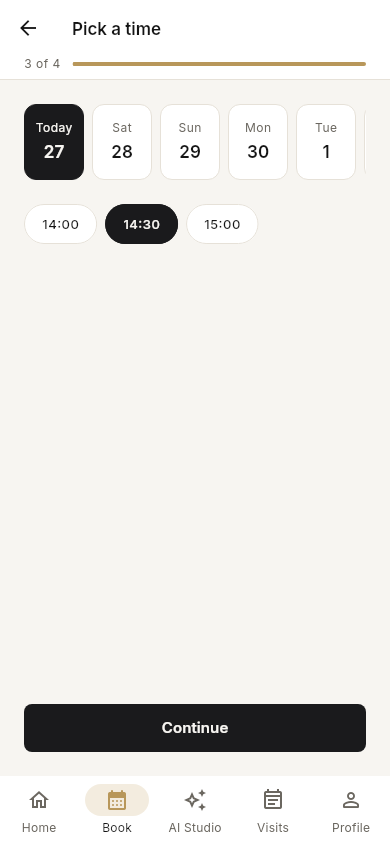 Pick a time
3 of 4
Today Sat Sun Mon Tue
27 28 29 30 1
14:00 14:30 15:00
Continue
Home Book AI Studio Visits Profile